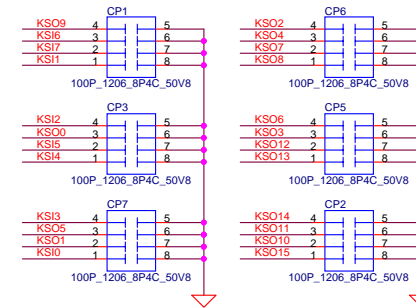 CP1
KSO9 4 5
KSI6 3 6
KSI7 2 7
KSI1 1 8
100P_1206_8P4C_50V8
CP6
KSO2 4 5
KSO4 3 6
KSO7 2 7
KSO8 1 8
100P_1206_8P4C_50V8
CP3
KSI2 4 5
KSO0 3 6
KSI5 2 7
KSI4 1 8
100P_1206_8P4C_50V8
CP5
KSO6 4 5
KSO3 3 6
KSO12 2 7
KSO13 1 8
100P_1206_8P4C_50V8
CP7
KSI3 4 5
KSO5 3 6
KSO1 2 7
KSI0 1 8
100P_1206_8P4C_50V8
CP2
KSO14 4 5
KSO11 3 6
KSO10 2 7
KSO15 1 8
100P_1206_8P4C_50V8